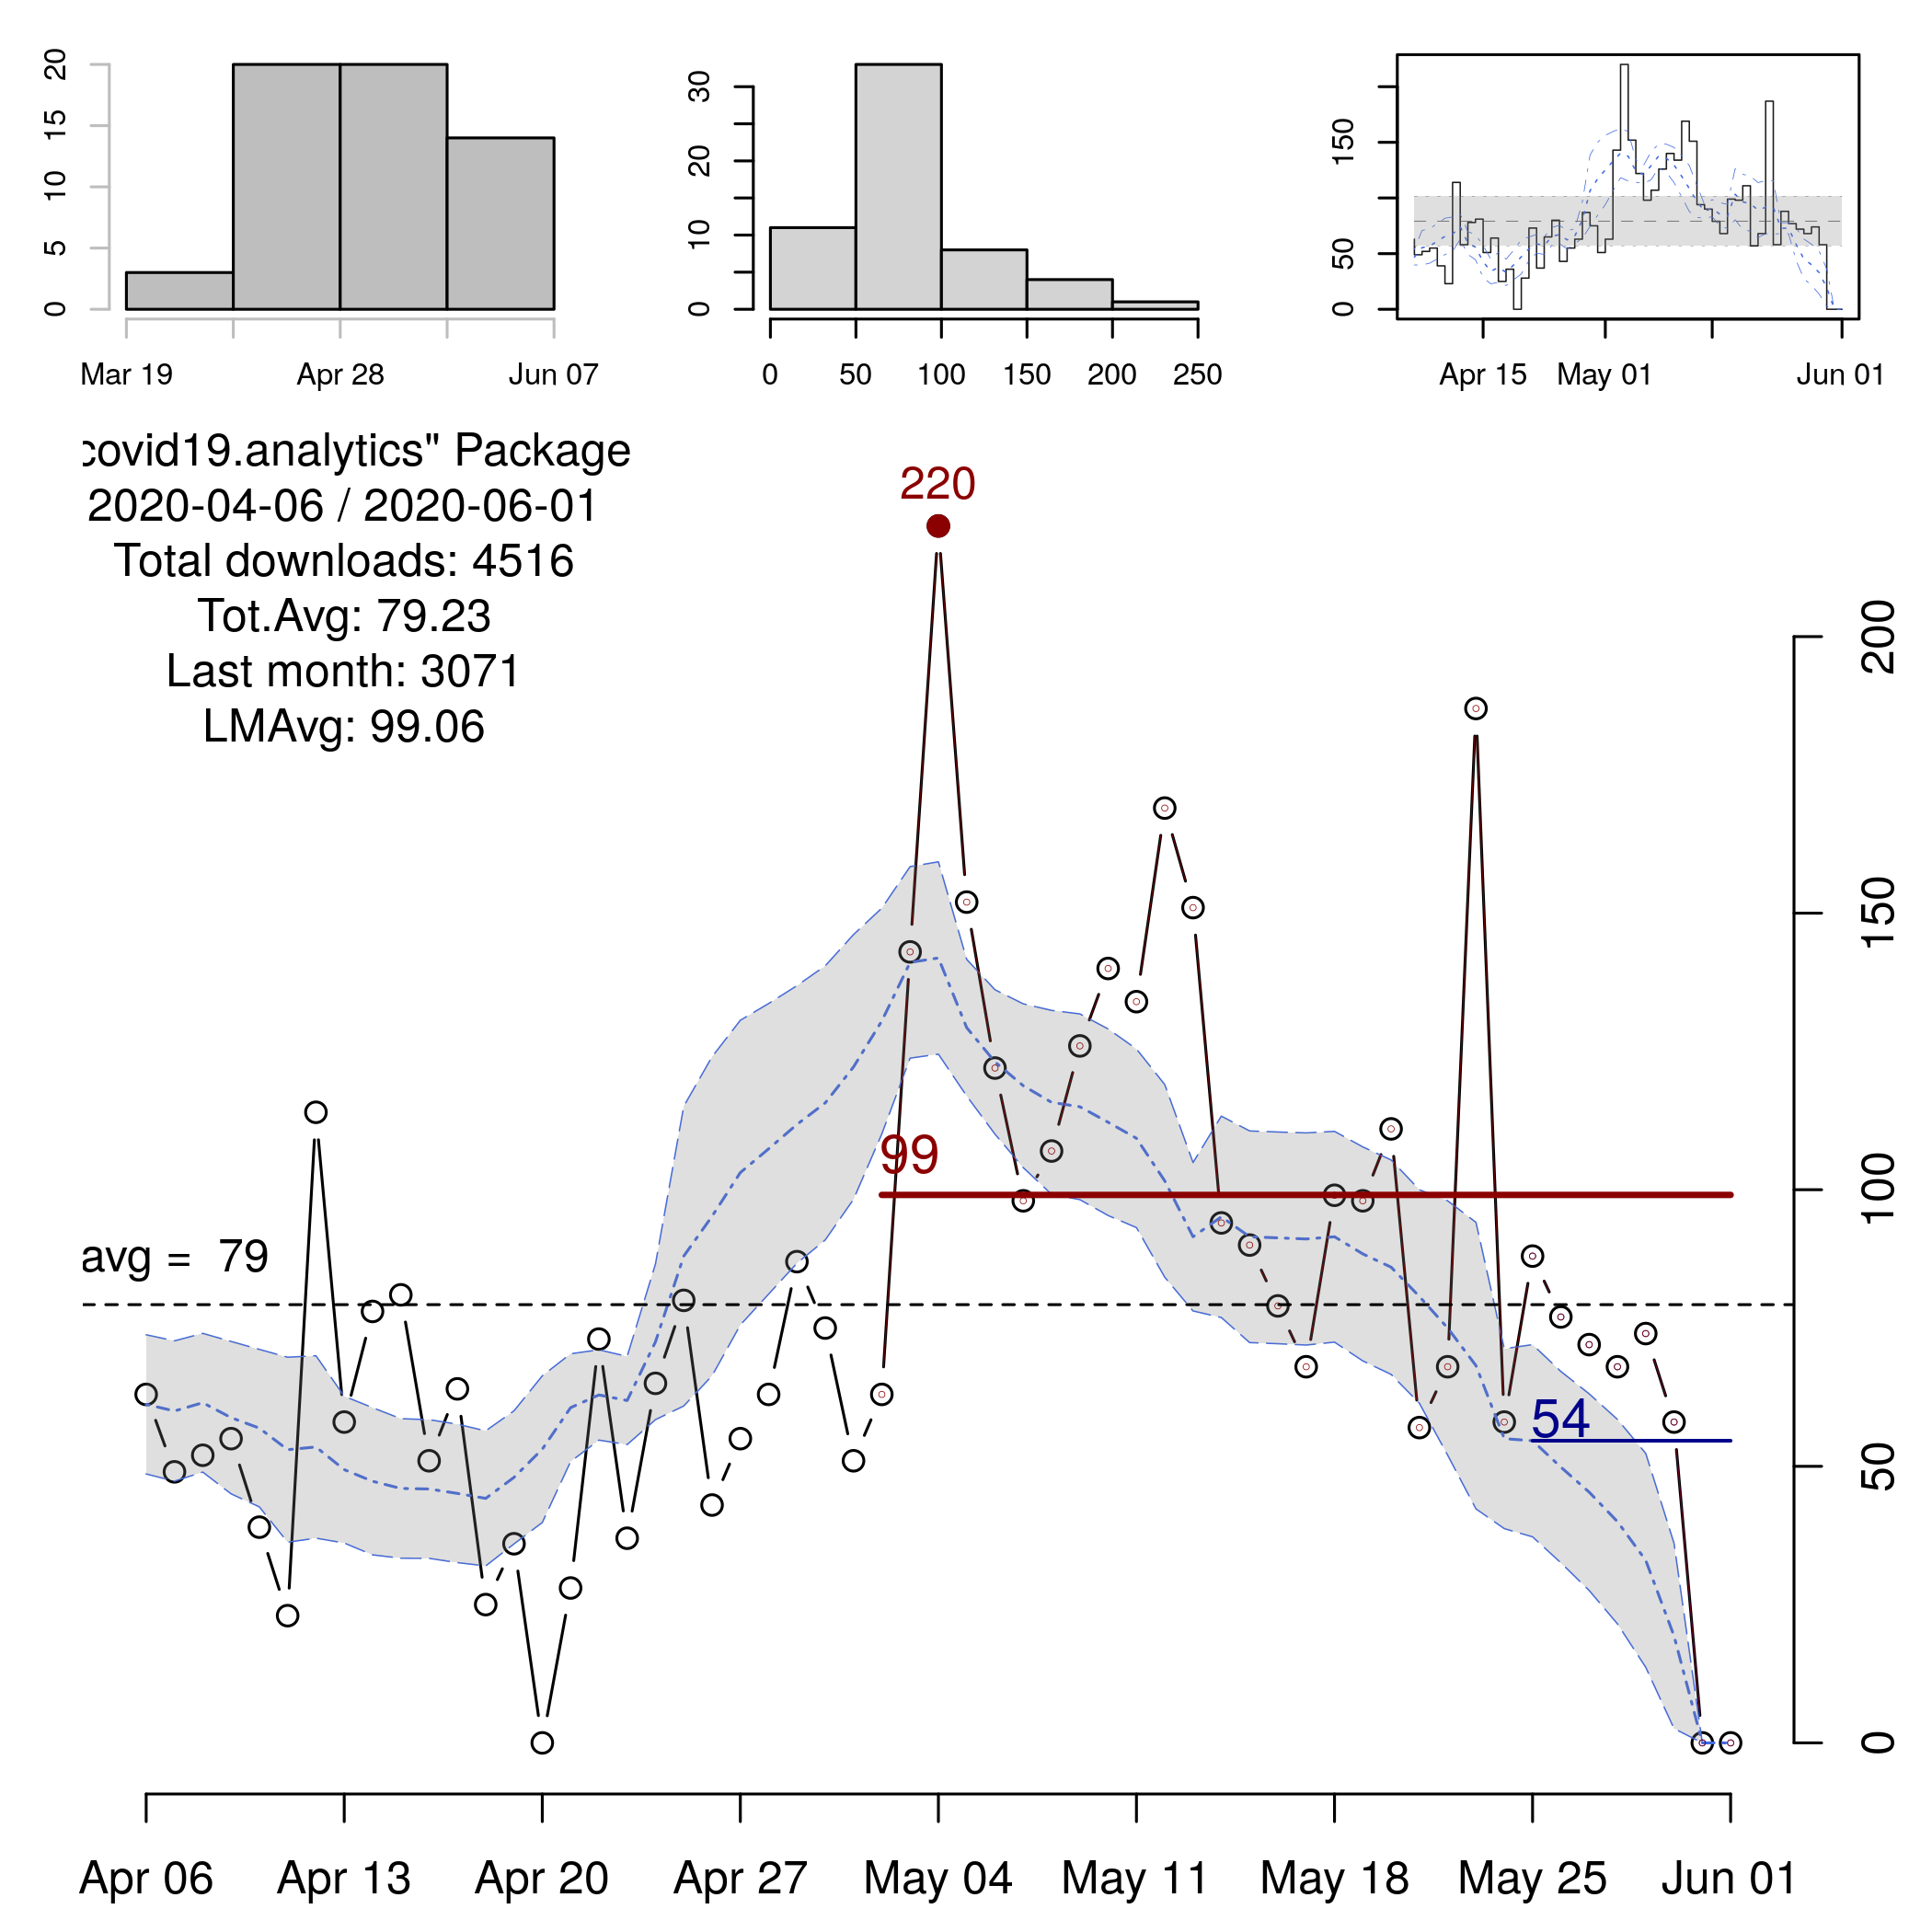 20
15
10
5
0
Mar 19 Apr 28 Jun 07
30
20
10
0
0 50 100 150 200 250
150
50
0
Apr 15 May 01 Jun 01
covid19.analytics" Package
2020-04-06 / 2020-06-01
Total downloads: 4516
Tot.Avg: 79.23
Last month: 3071
LMAvg: 99.06
220
99
avg = 79
54
200
150
100
50
0
Apr 06 Apr 13 Apr 20 Apr 27 May 04 May 11 May 18 May 25 Jun 01